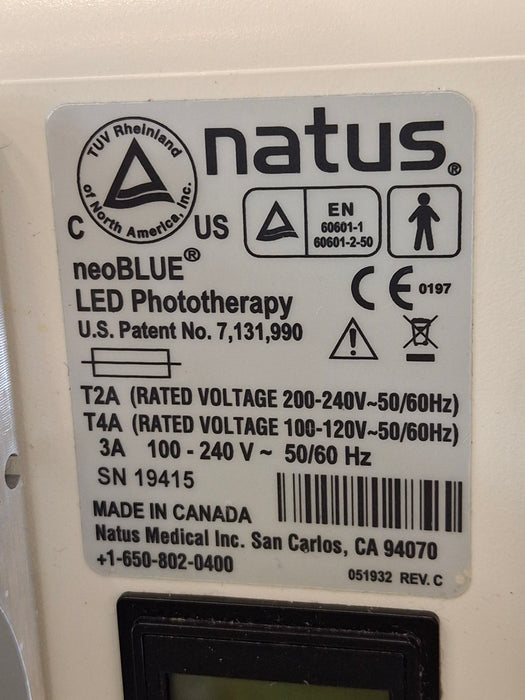 TÜV Rheinland
of North America, Inc.
C US
natus®
EN
60601-1
60601-2-50
neoBLUE®
LED Phototherapy
U.S. Patent No. 7,131,990
CE 0197
T2A (RATED VOLTAGE 200-240V~50/60Hz)
T4A (RATED VOLTAGE 100-120V~50/60Hz)
3A 100 - 240 V ~ 50/60 Hz
SN 19415
MADE IN CANADA
Natus Medical Inc. San Carlos, CA 94070
+1-650-802-0400
051932 REV. C